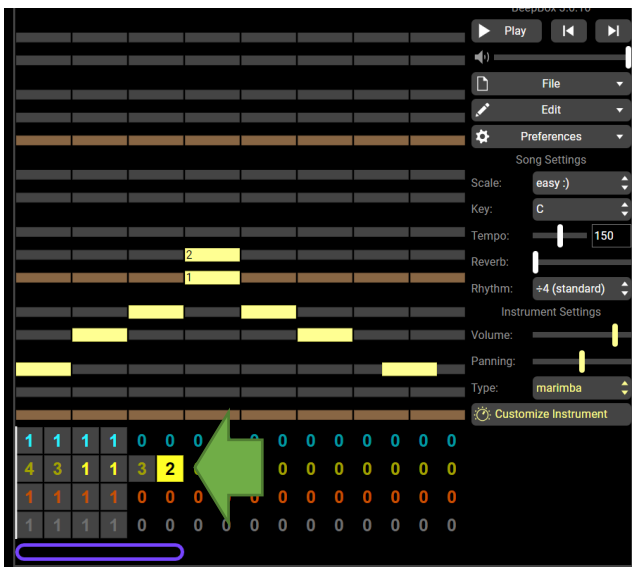 Play
File
Edit
Preferences
Song Settings
Scale: easy :)
Key: C
Tempo: 150
Reverb:
Rhythm: ÷4 (standard)
Instrument Settings
Volume:
Panning:
Type: marimba
Customize Instrument
2
1
1 1 1 1 0 0 0 0 0 0 0 0 0 0
4 3 1 1 3 2 0 0 0 0 0 0 0
1 1 1 1 0 0 0 0 0 0 0 0 0 0 0
1 1 1 1 0 0 0 0 0 0 0 0 0 0 0 0